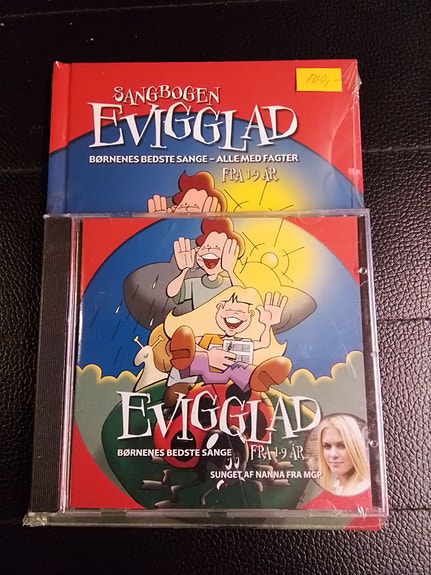 SANGBOGEN
100,-
EVIGGLAD
BØRNENES BEDSTE SANGE - ALLE MED FAGTER
FRA 1-9 ÅR
EVIGGLAD
BØRNENES BEDSTE SANGE
FRA 1-9 ÅR
SUNGET AF NANNA FRA MGP